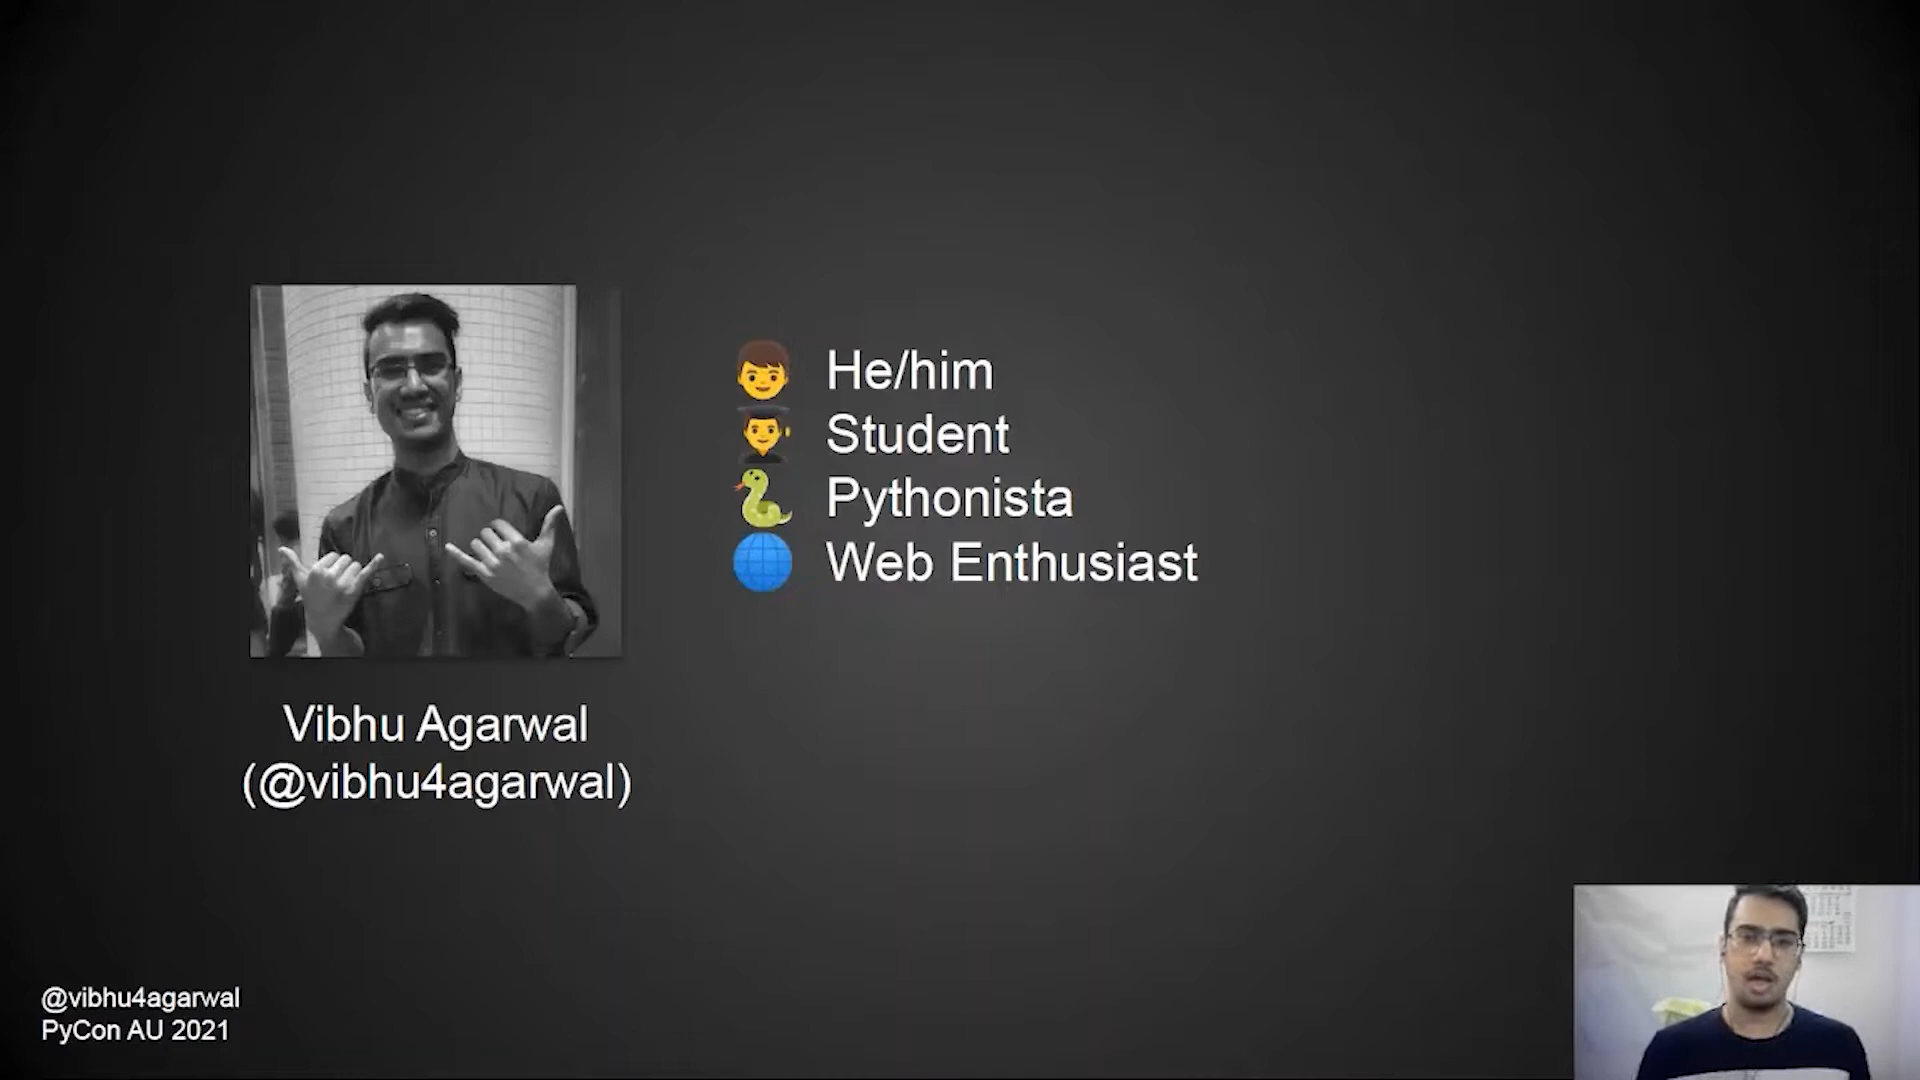 He/him
Student
Pythonista
Web Enthusiast
Vibhu Agarwal
(@vibhu4agarwal)
@vibhu4agarwal
PyCon AU 2021